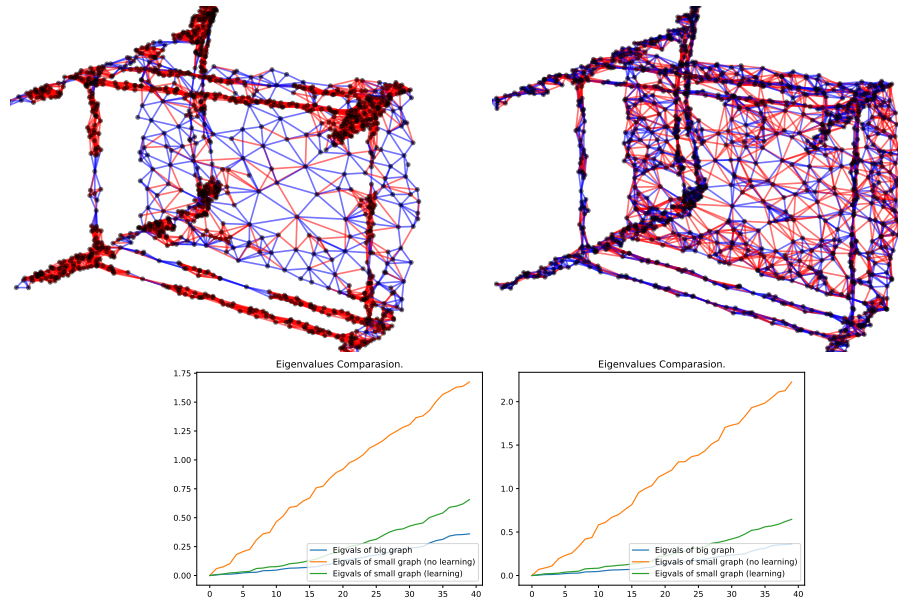 Eigenvalues Comparasion.
1.75
1.50
1.25
1.00
0.75
0.50
0.25
0.00
Eigvals of big graph
Eigvals of small graph (no learning)
Eigvals of small graph (learning)
0 5 10 15 20 25 30 35 40
Eigenvalues Comparasion.
2.0
1.5
1.0
0.5
0.0
Eigvals of big graph
Eigvals of small graph (no learning)
Eigvals of small graph (learning)
0 5 10 15 20 25 30 35 40